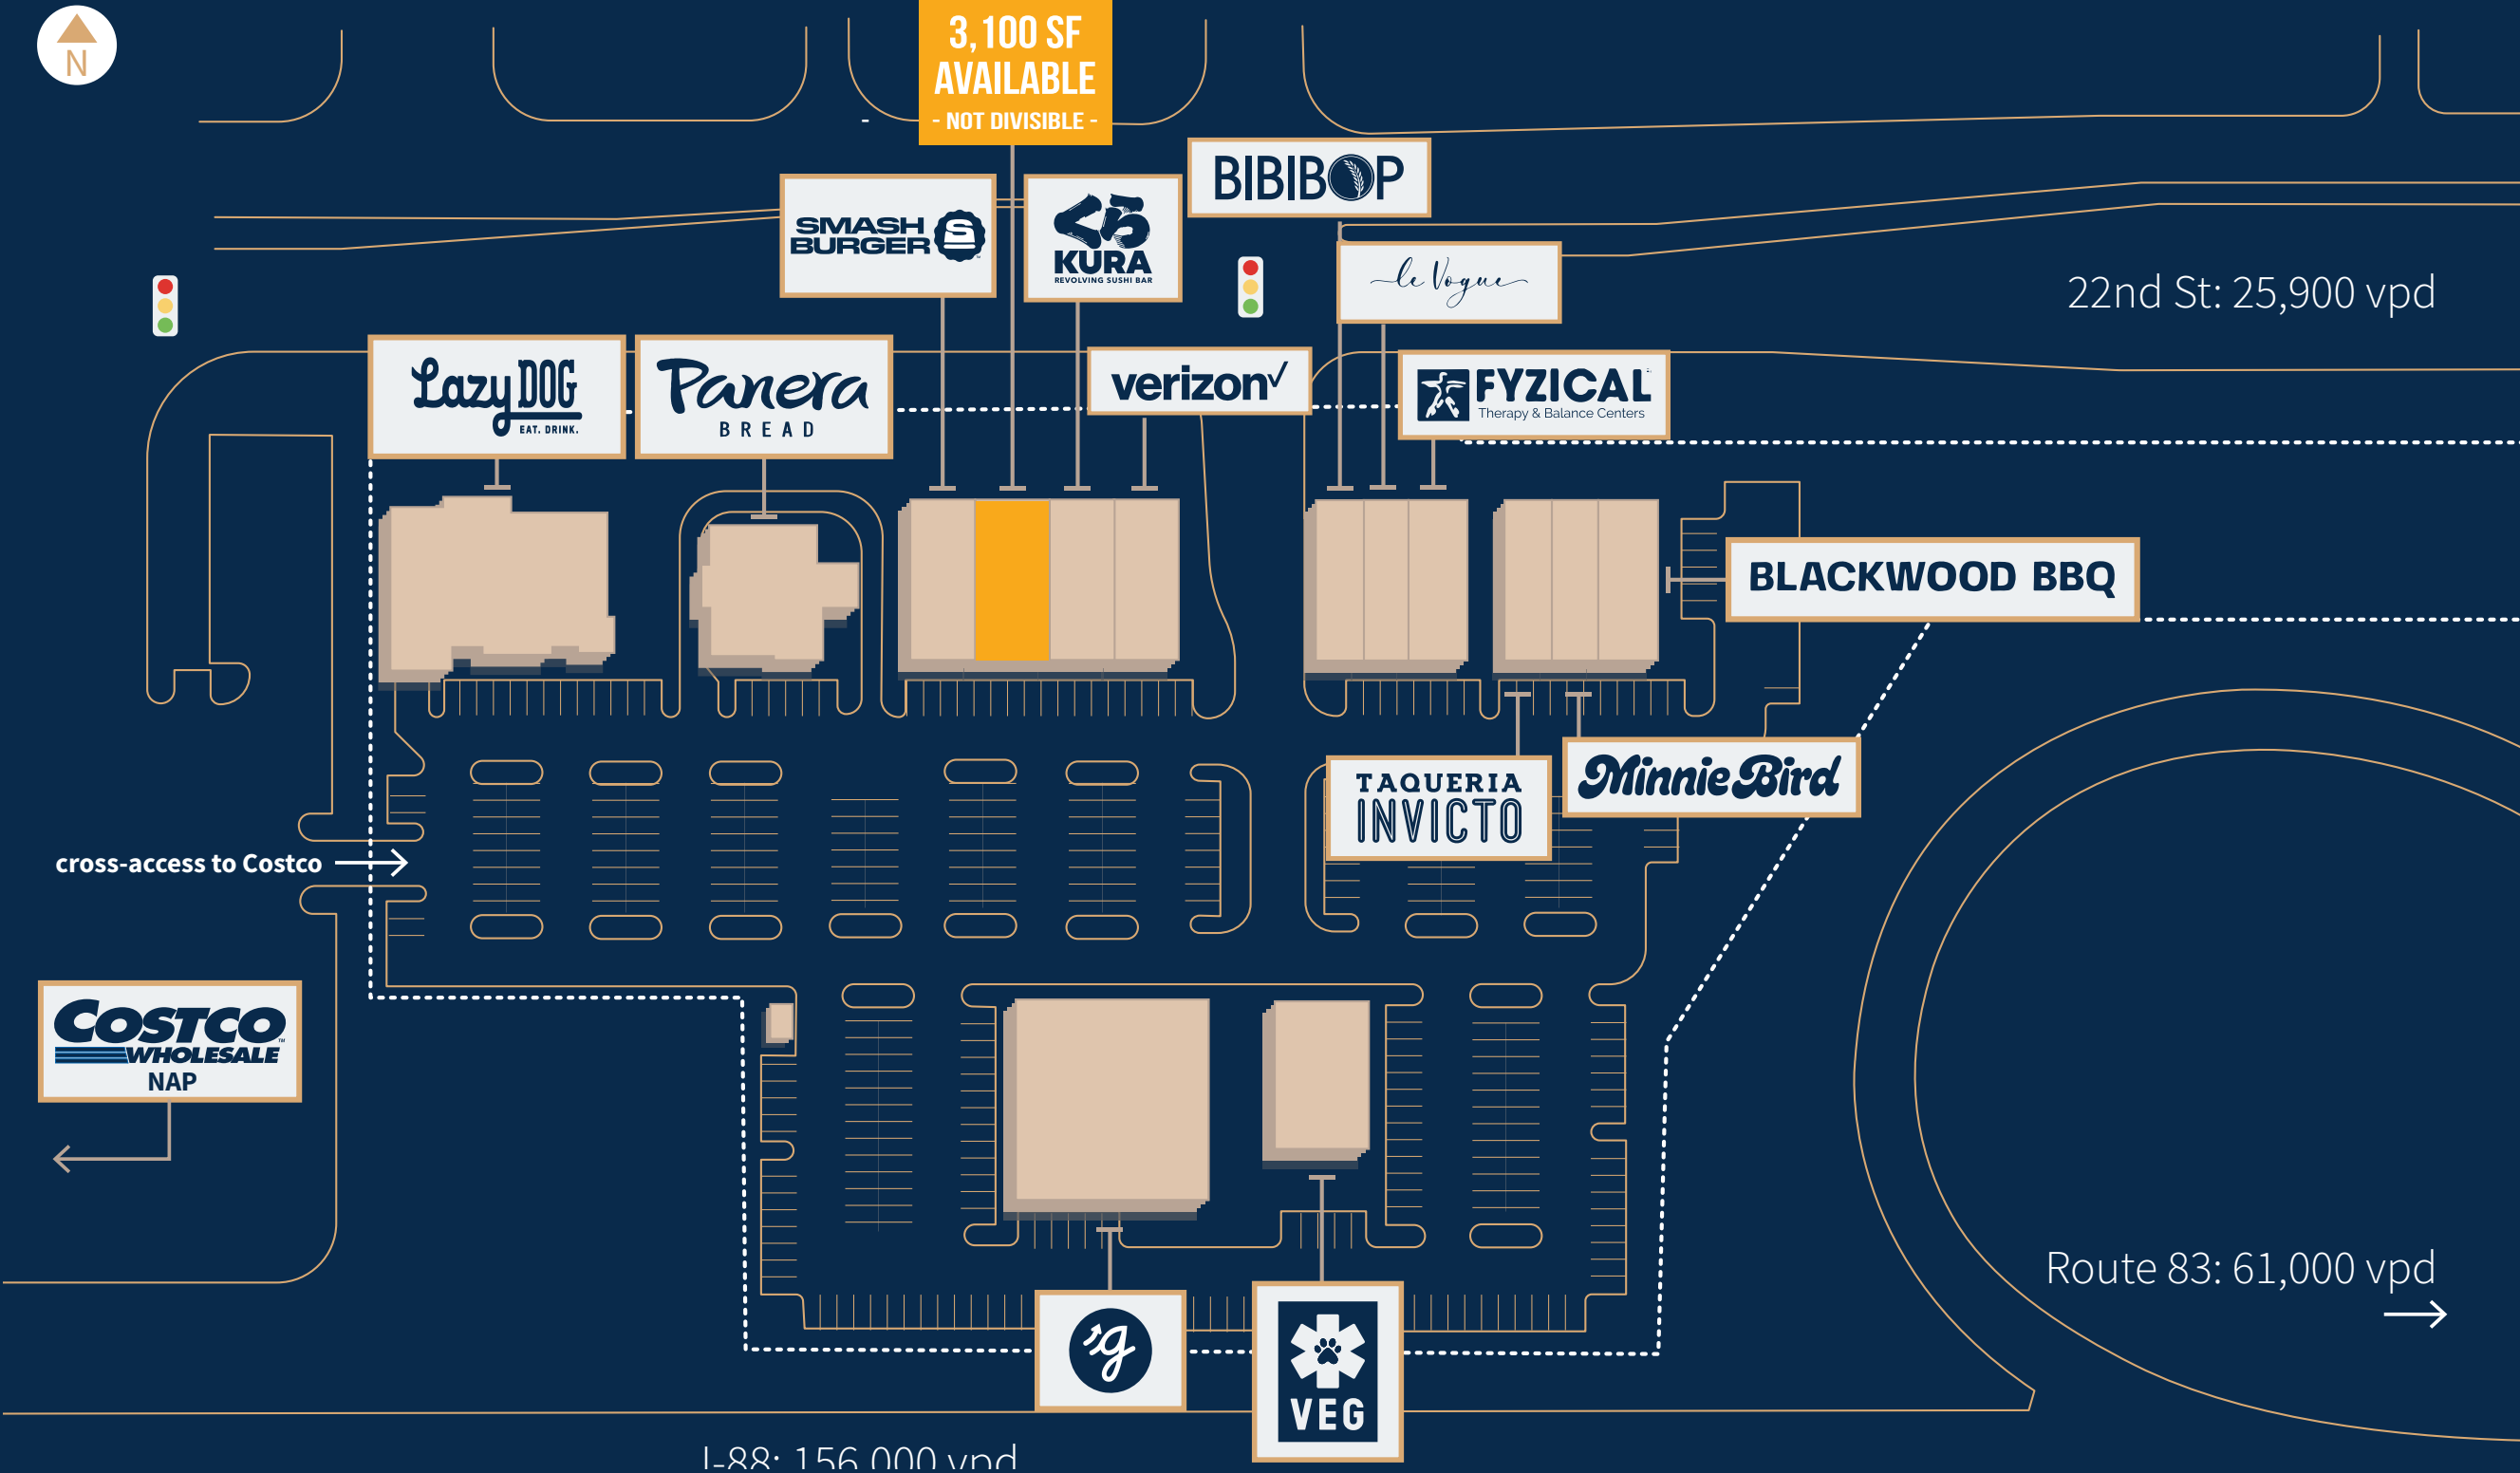 N
3,100 SF
AVAILABLE
- NOT DIVISIBLE -
-
BIBIBOP
SMASH
BURGER
S
KURA
REVOLVING SUSHI BAR
le Vogue
22nd St: 25,900 vpd
Lazy DOG
EAT. DRINK.
Panera
BREAD
verizon✓
FYZICAL
Therapy & Balance Centers
BLACKWOOD BBQ
TAQUERIA
INVICTO
Minnie Bird
cross-access to Costco
COSTCO
WHOLESALE
NAP
Route 83: 61,000 vpd
g
VEG
I-88: 156,000 vpd